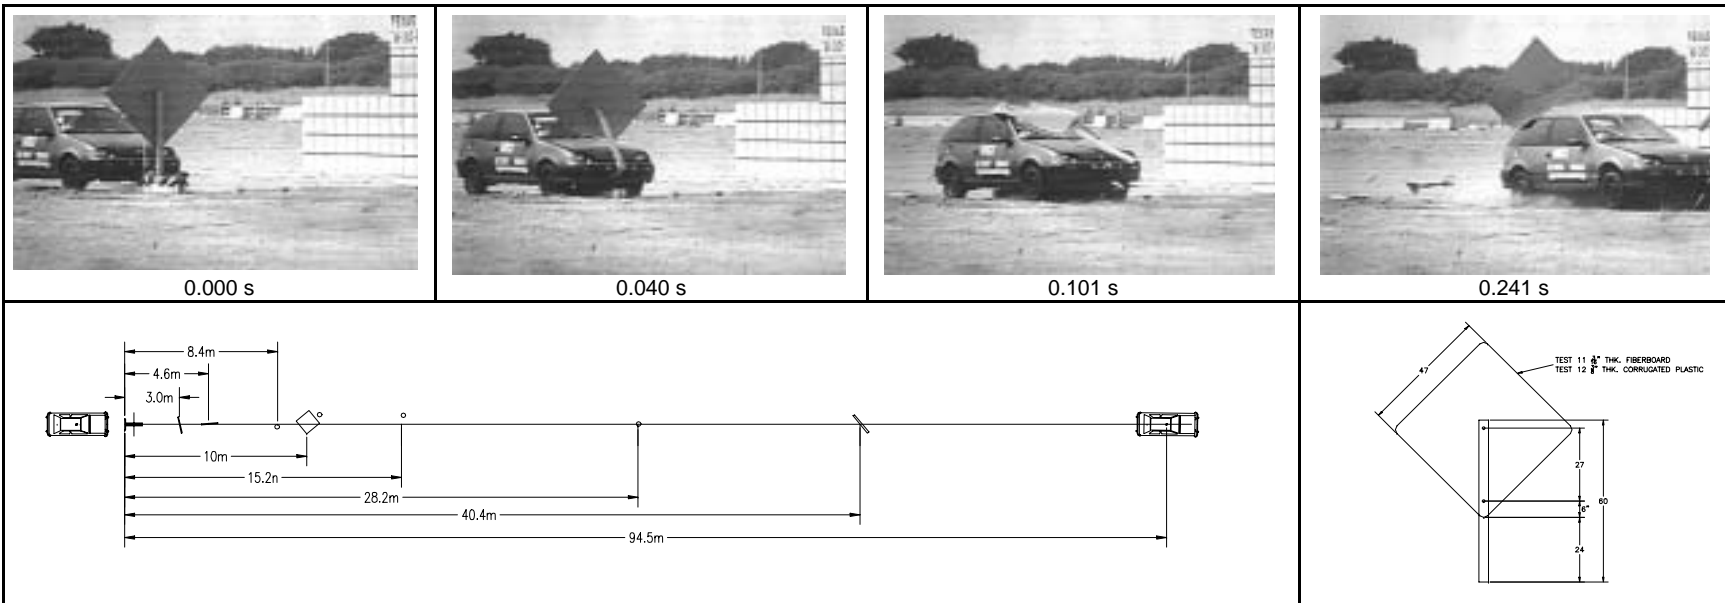 0.000 s
0.040 s
0.101 s
0.241 s
8.4m
4.6m
3.0m
10m
15.2n
28.2m
40.4m
94.5m
47
TEST 11 THK. FIBERBOARD
TEST 12 THK. CORRUGATED PLASTIC
27
60
6"
24